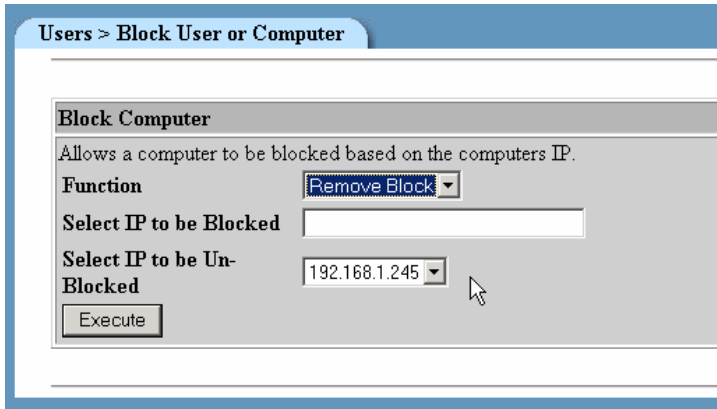 Users > Block User or Computer
Block Computer
Allows a computer to be blocked based on the computers IP.
Function Remove Block
Select IP to be Blocked
Select IP to be Un-
Blocked 192.168.1.245
Execute